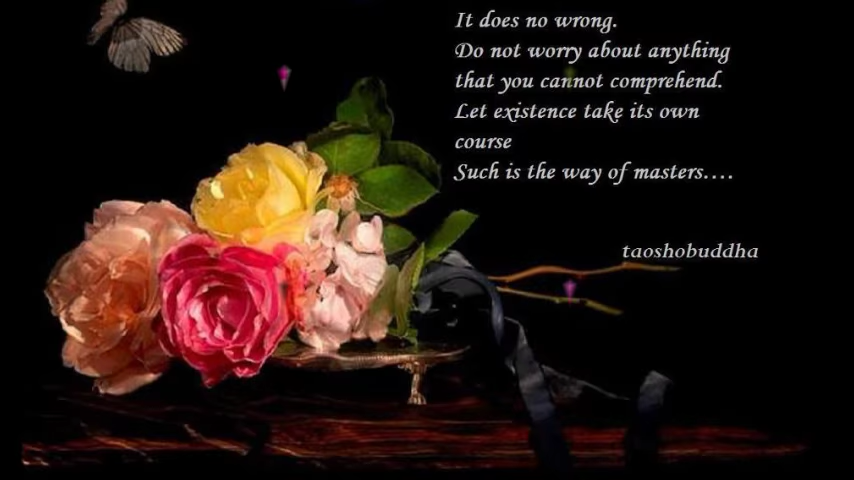 It does no wrong.
Do not worry about anything
that you cannot comprehend.
Let existence take its own
course
Such is the way of masters....
taoshobuddha